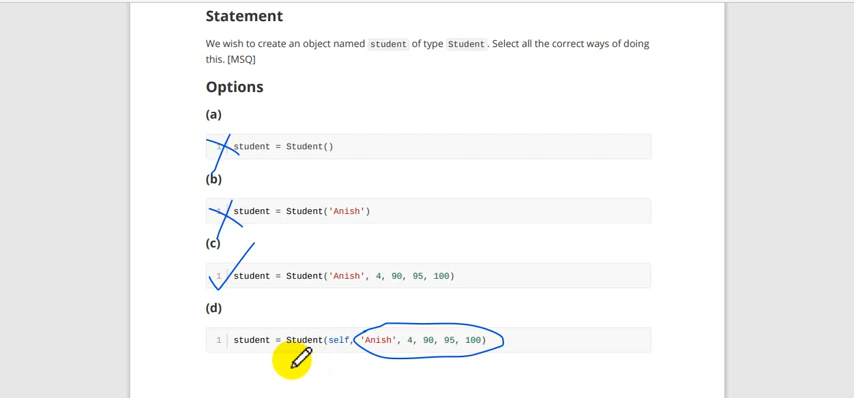 Statement
We wish to create an object named student of type Student. Select all the correct ways of doing
this. [MSQ]
Options
(a)
1 student = Student()
(b)
1 student = Student('Anish')
(c)
1 student = Student('Anish', 4, 90, 95, 100)
(d)
1 student = Student(self, 'Anish', 4, 90, 95, 100)